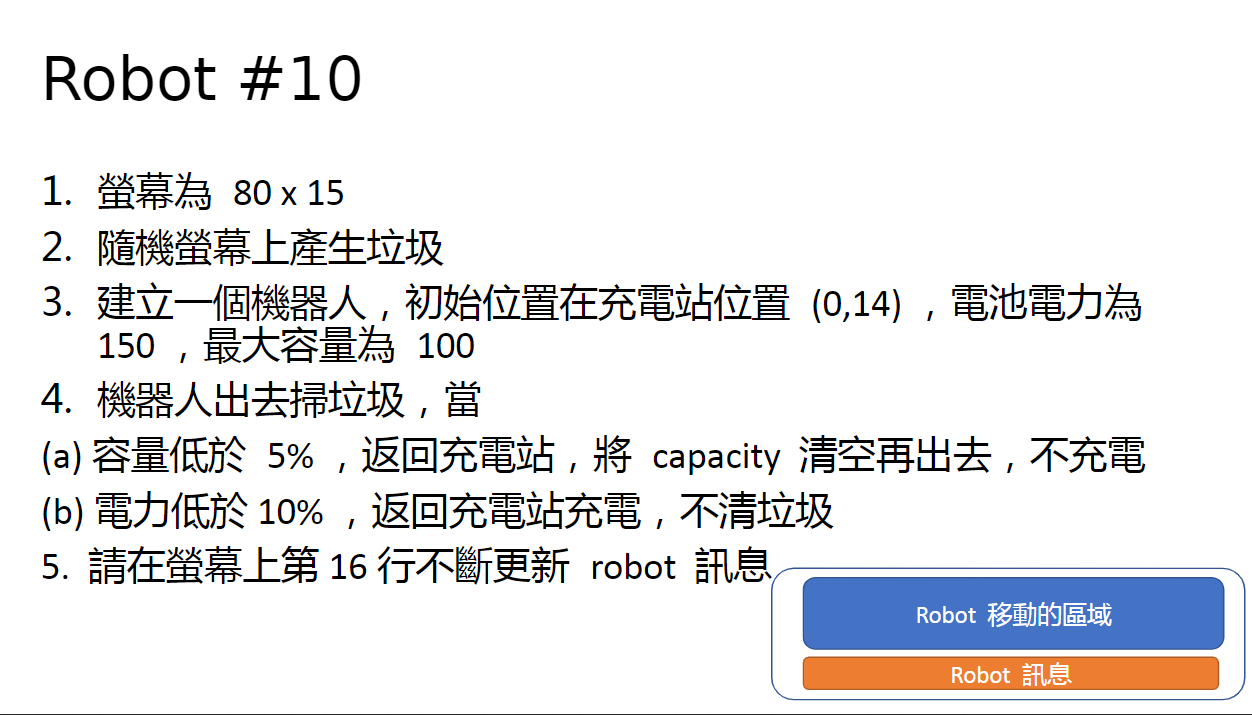 Robot #10
1. 螢幕為 80 x 15
2. 隨機螢幕上產生垃圾
3. 建立一個機器人，初始位置在充電站位置 (0,14) ，電池電力為
150 ，最大容量為 100
4. 機器人出去掃垃圾，當
(a) 容量低於 5% ，返回充電站，將 capacity 清空再出去，不充電
(b) 電力低於 10% ，返回充電站充電，不清垃圾
5. 請在螢幕上第 16 行不斷更新 robot 訊息
Robot 移動的區域
Robot 訊息